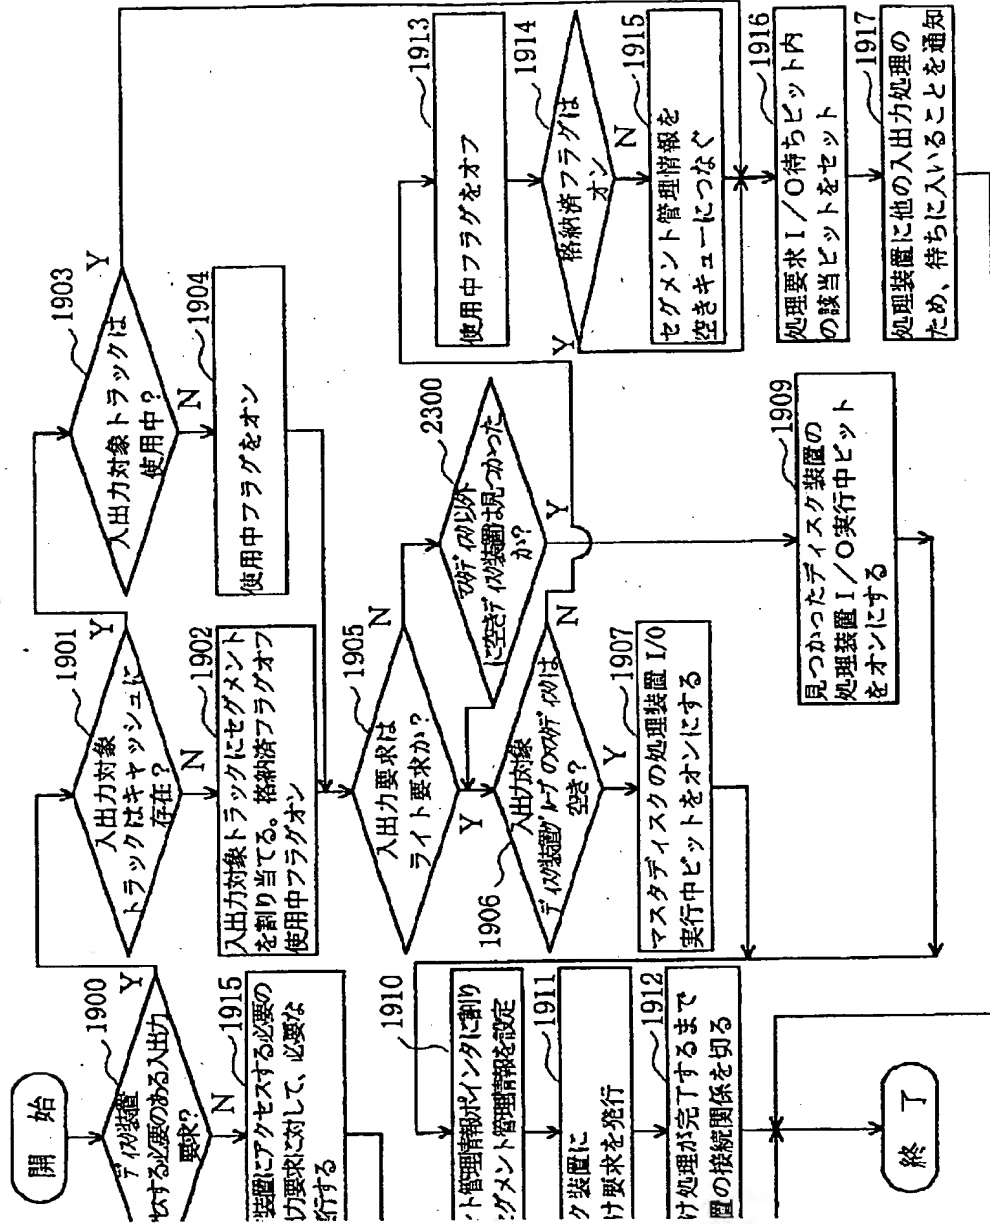 開 始
1900
ディスク装置
セスする必要のある入出力
要求?
Y
N
1915
装置にアクセスする必要の
力要求に対して、必要な
行する
1901
入出力対象
トラックはキャッシュに
存在?
Y
N
1902
入出力対象トラックにセグメント
を割り当てる。格納済フラグオフ
使用中フラグオン
1903
入出力対象トラックは
使用中?
Y
N
1904
使用中フラグをオン
1905
入出力要求は
ライト要求か?
N
Y
2300
マスタディスク以外
に空きディスク装置は見つかった
か?
Y
1906
入出力対象
ディスク装置グループのマスタディスクは
空き?
N
Y
1907
マスタディスクの処理装置 I/O
実行中ビットをオンにする
1909
見つかったディスク装置の
処理装置I/O実行中ビット
をオンにする
1910
ト管理情報ポインタに割り
グメント管理情報を設定
1911
ク装置に
け要求を発行
1912
け処理が完了するまで
置の接続関係を切る
1913
使用中フラグをオフ
1914
格納済フラグは
オン
Y
N
1915
セグメント管理情報を
空きキューにつなぐ
1916
処理要求I/O待ちビット内
の該当ビットをセット
1917
処理装置に他の入出力処理の
ため、待ちに入いることを通知
終 了